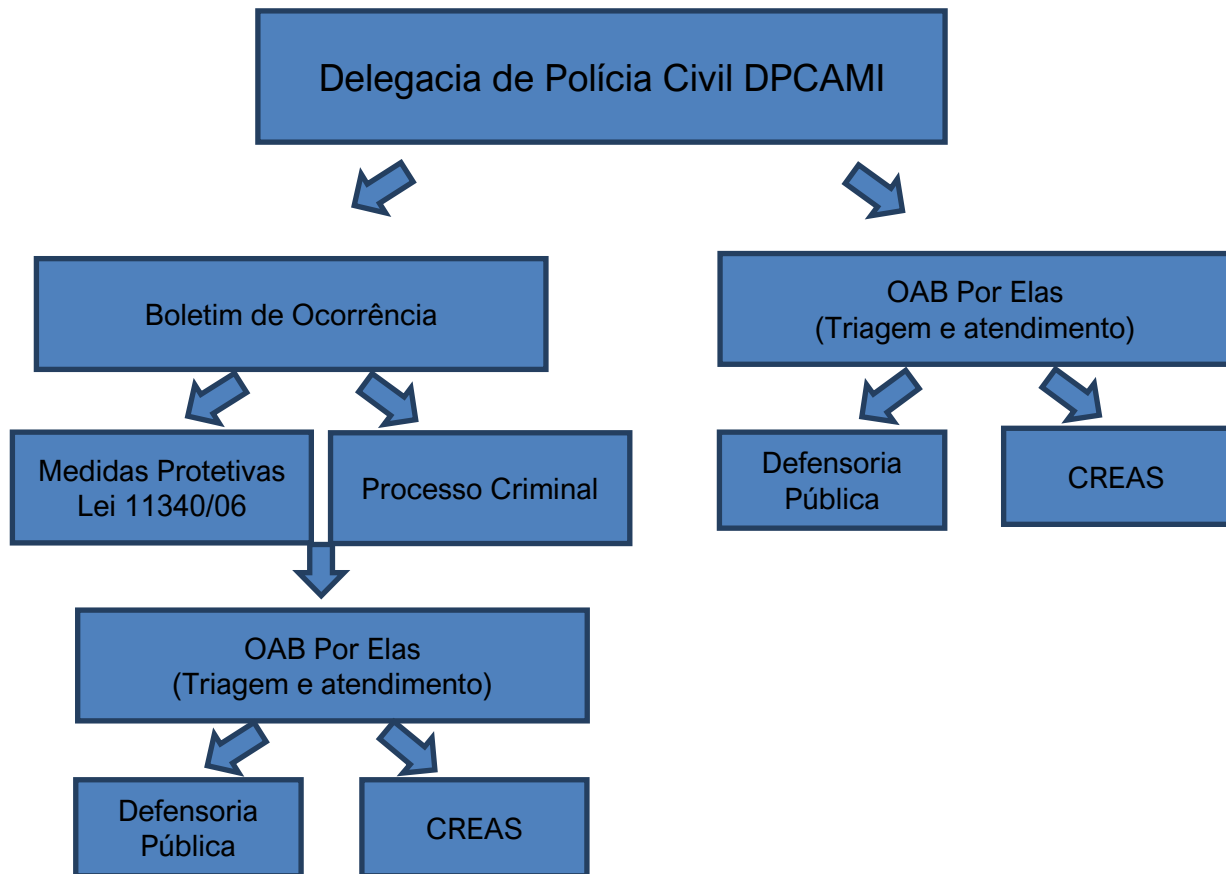 Delegacia de Polícia Civil DPCAMI
Boletim de Ocorrência
OAB Por Elas
(Triagem e atendimento)
Medidas Protetivas
Lei 11340/06
Processo Criminal
Defensoria
Pública
CREAS
OAB Por Elas
(Triagem e atendimento)
Defensoria
Pública
CREAS